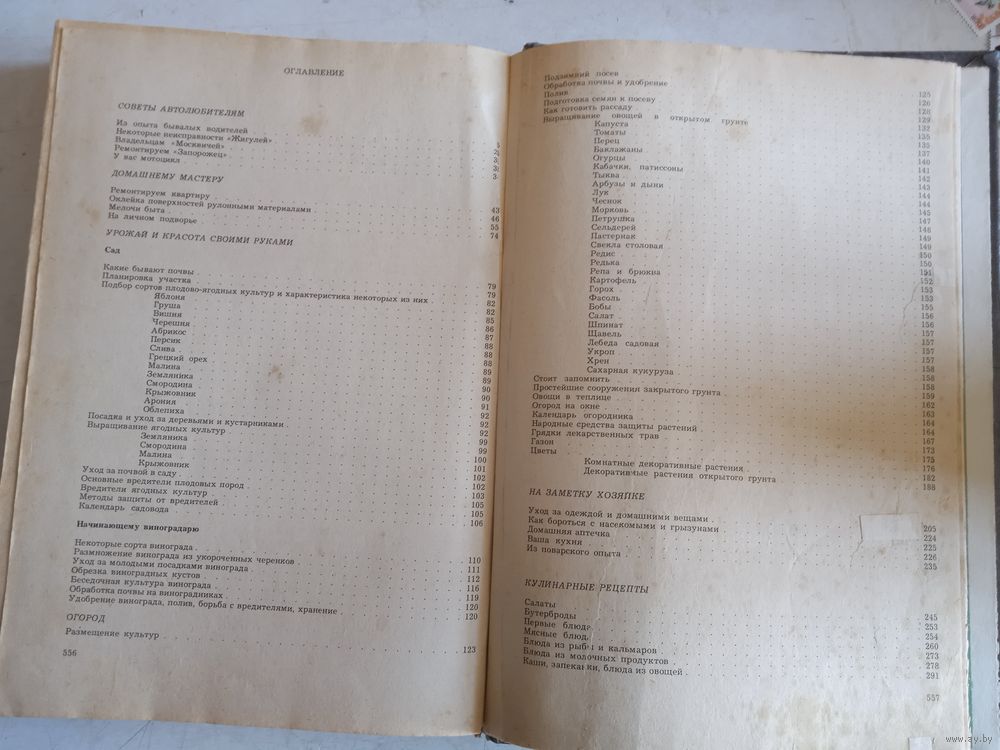 ОГЛАВЛЕНИЕ
СОВЕТЫ АВТОЛЮБИТЕЛЯМ
Из опыта бывалых водителей
Некоторые неисправности «Жигулей»
Владельцам «Москвичей»
Ремонтируем «Запорожец»
У вас мотоцикл
ДОМАШНЕМУ МАСТЕРУ
Ремонтируем квартиру
Оклейка поверхностей рулонными материалами 43
Мелочи быта 46
На личном подворье 55
74
УРОЖАЙ И КРАСОТА СВОИМИ РУКАМИ
Сад
Какие бывают почвы
Планировка участка 79
Подбор сортов плодово-ягодных культур и характеристика некоторых из них 79
Яблоня 82
Груша 82
Вишня 85
Черешня 86
Абрикос 87
Персик 88
Слива 88
Грецкий орех 88
Малина 89
Земляника 89
Смородина 90
Крыжовник 90
Арония 91
Облепиха 92
Посадка и уход за деревьями и кустарниками 92
Выращивание ягодных культур 92
Земляника 99
Смородина 99
Малина 100
Крыжовник 101
Уход за почвой в саду 102
Основные вредители плодовых пород 102
Вредители ягодных культур 103
Методы защиты от вредителей 105
Календарь садовода 105
106
Начинающему виноградарю
Некоторые сорта винограда
Размножение винограда из укороченных черенков 110
Уход за молодыми посадками винограда 111
Обрезка виноградных кустов 112
Беседочная культура винограда 116
Обработка почвы на виноградниках 119
Удобрение винограда, полив, борьба с вредителями, хранение 120
120
ОГОРОД
Размещение культур
123
556
Подзимний посев
Обработка почвы и удобрение
Полив 125
Подготовка семян к посеву 126
Как готовить рассаду 128
Выращивание овощей в открытом грунте 129
Капуста 132
Томаты 135
Перец 135
Баклажаны 137
Огурцы 140
Кабачки, патиссоны 141
Тыква 142
Арбузы и дыни 143
Лук 144
Чеснок 144
Морковь 145
Петрушка 147
Сельдерей 148
Пастернак 149
Свекла столовая 149
Редис 150
Редька 150
Репа и брюква 151
Картофель 152
Горох 153
Фасоль 153
Бобы 155
Салат 156
Шпинат 156
Щавель 157
Лебеда садовая 157
Укроп 157
Хрен 157
Сахарная кукуруза 158
Стоит запомнить 158
Простейшие сооружения закрытого грунта 158
Овощи в теплице 159
Огород на окне 162
Календарь огородника 163
Народные средства защиты растений 164
Грядки лекарственных трав 164
Газон 167
Цветы 173
Комнатные декоративные растения 175
Декоративные растения открытого грунта 176
182
188
НА ЗАМЕТКУ ХОЗЯЙКЕ
Уход за одеждой и домашними вещами
Как бороться с насекомыми и грызунами 205
Домашняя аптечка 224
Ваша кухня 225
Из поварского опыта 226
235
КУЛИНАРНЫЕ РЕЦЕПТЫ
Салаты
Бутерброды 245
Первые блюда 253
Мясные блюда 254
Блюда из рыбы и кальмаров 260
Блюда из молочных продуктов 273
Каши, запеканки, блюда из овощей 278
291
557
www.ay.by